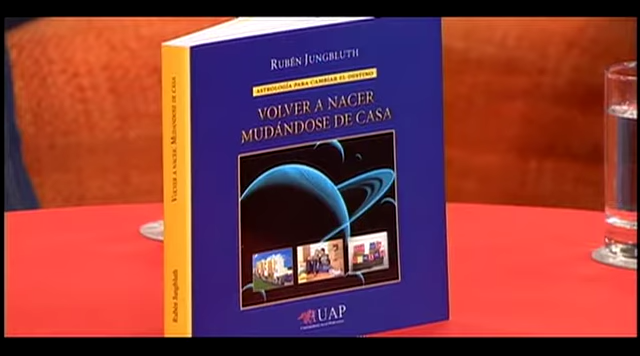 RUBÉN JUNGBLUTH
ASTROLOGÍA PARA CAMBIAR EL DESTINO
VOLVER A NACER
MUDÁNDOSE DE CASA
UAP
VOLVER A NACER, MUDÁNDOSE DE CASA
Rubén Jungbluth